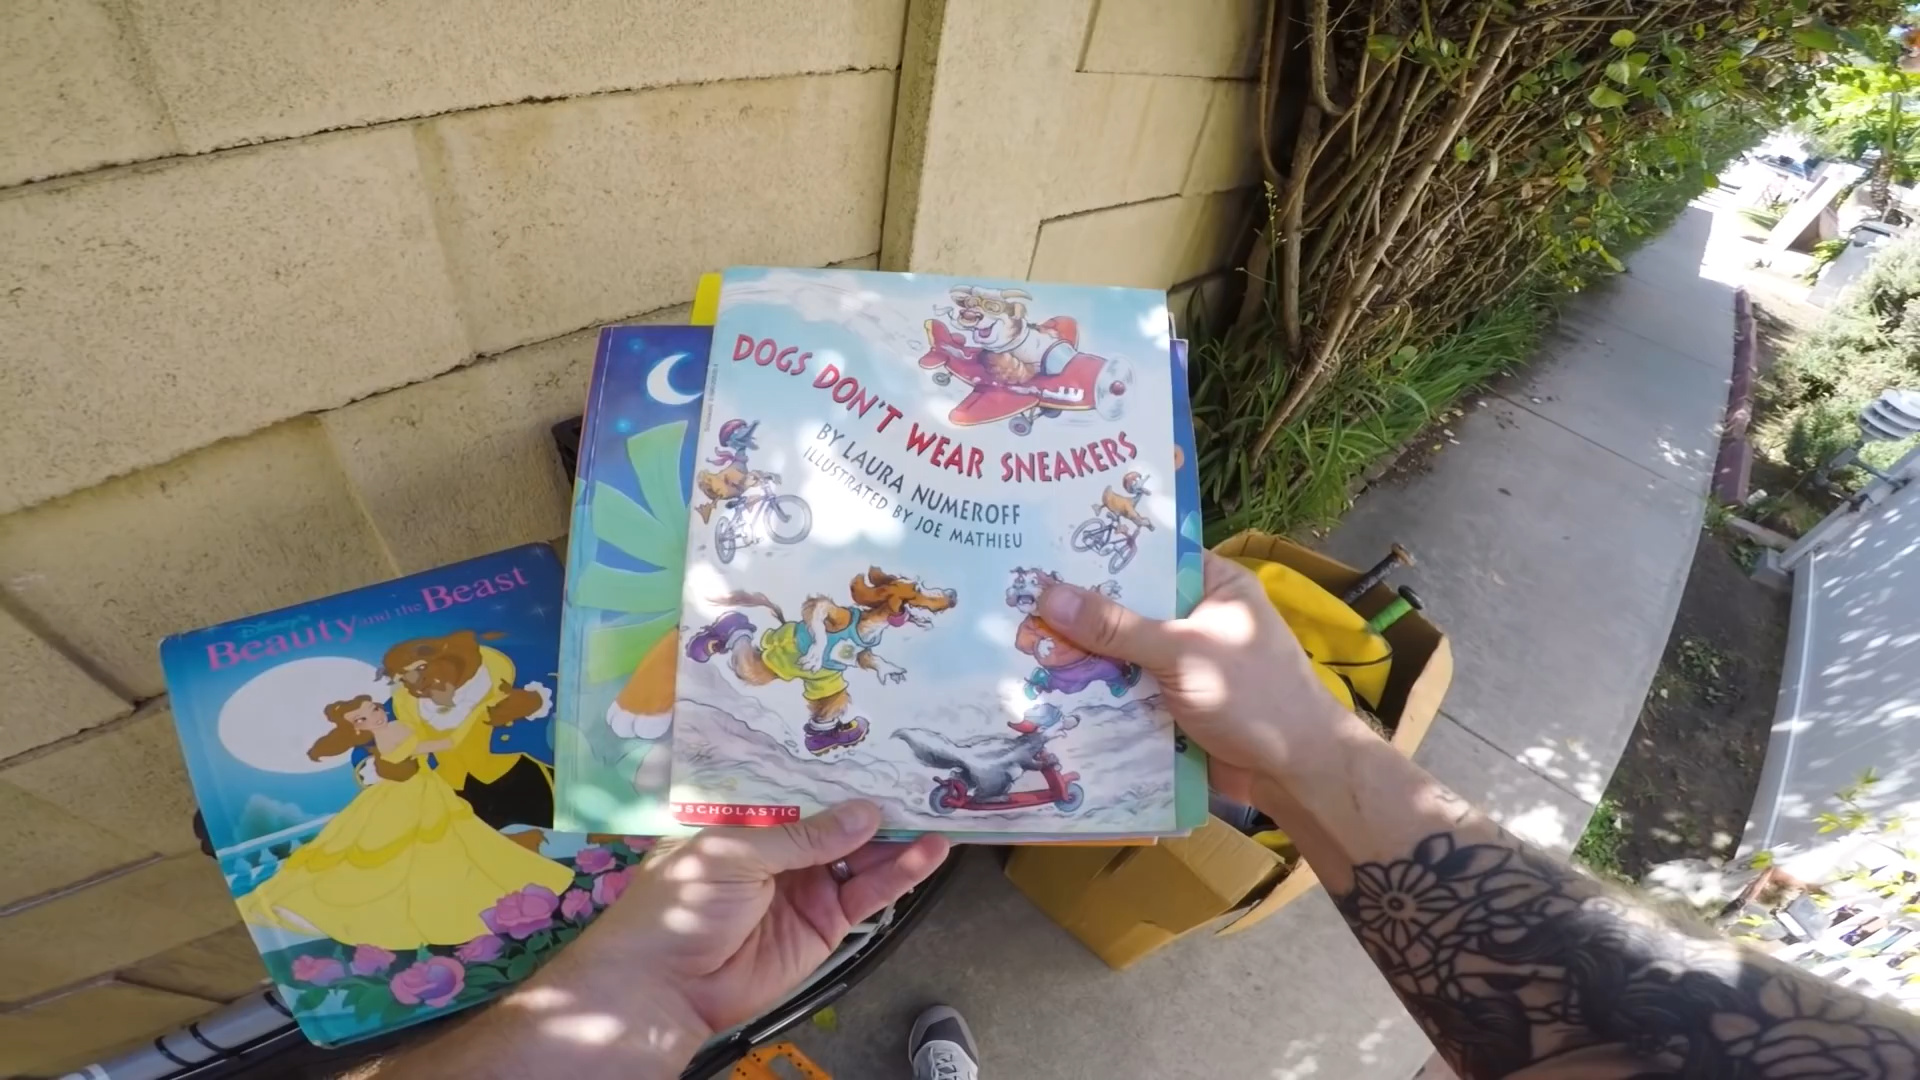 DOGS DON'T WEAR SNEAKERS
BY LAURA NUMEROFF
ILLUSTRATED BY JOE MATHIEU
SCHOLASTIC
Disney's
Beauty and the Beast